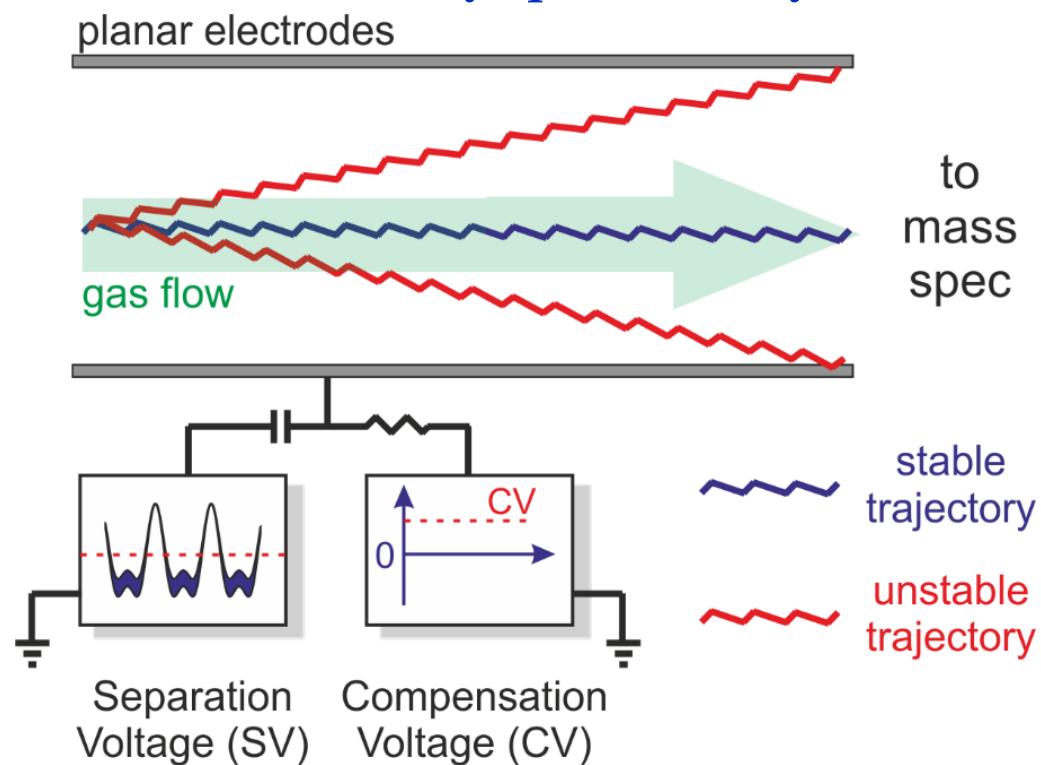 planar electrodes
to
mass
spec
gas flow
CV
0
stable
trajectory
unstable
trajectory
Separation
Voltage (SV)
Compensation
Voltage (CV)